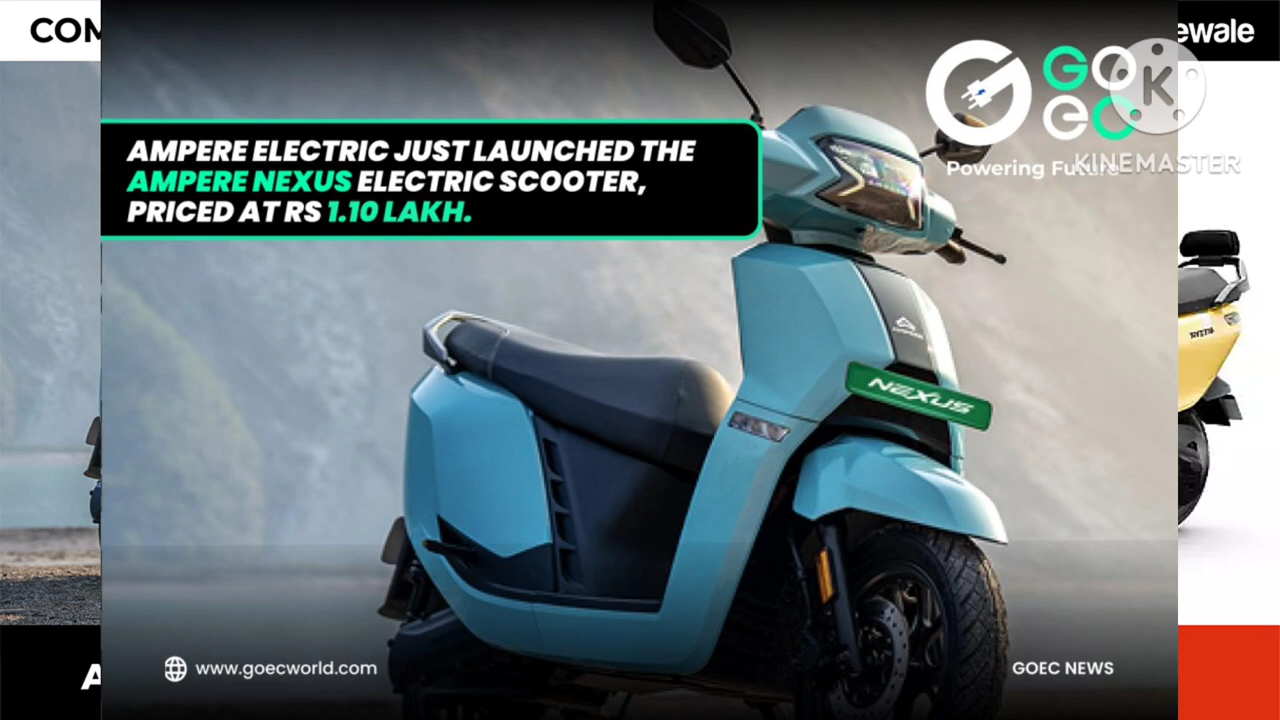 COM
ewale
GO
eC
Powering Future
K
KINEMASTER
AMPERE ELECTRIC JUST LAUNCHED THE
AMPERE NEXUS ELECTRIC SCOOTER,
PRICED AT RS 1.10 LAKH.
NEXUS
www.goecworld.com
GOEC NEWS
A